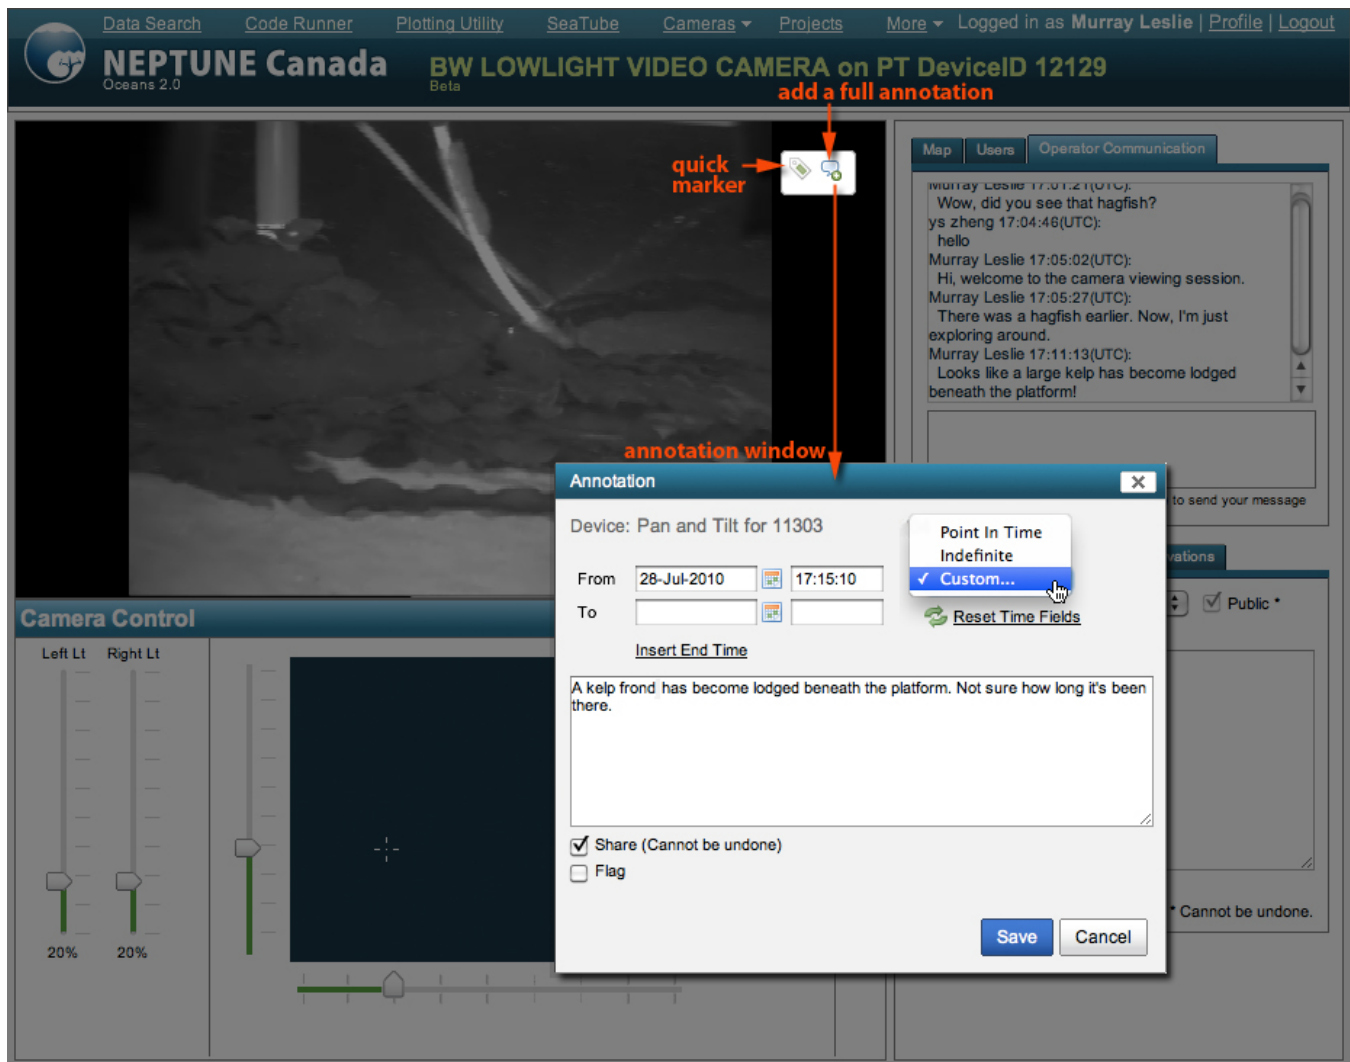 Data Search Code Runner Plotting Utility SeaTube Cameras Projects More Logged in as Murray Leslie | Profile | Logout
NEPTUNE Canada
Oceans 2.0
BW LOWLIGHT VIDEO CAMERA on PT DeviceID 12129
Beta
add a full annotation
quick
marker
Map Users Operator Communication
Murray Leslie 17:01:21(UTC):
Wow, did you see that hagfish?
ys zheng 17:04:46(UTC):
hello
Murray Leslie 17:05:02(UTC):
Hi, welcome to the camera viewing session.
Murray Leslie 17:05:27(UTC):
There was a hagfish earlier. Now, I'm just
exploring around.
Murray Leslie 17:11:13(UTC):
Looks like a large kelp has become lodged
beneath the platform!
to send your message
annotation window
Annotation
Device: Pan and Tilt for 11303
Point In Time
Indefinite
✓ Custom...
From 28-Jul-2010 17:15:10
To
Reset Time Fields
Insert End Time
A kelp frond has become lodged beneath the platform. Not sure how long it's been
there.
Share (Cannot be undone)
Flag
Save Cancel
Public *
* Cannot be undone.
Camera Control
Left Lt Right Lt
20% 20%